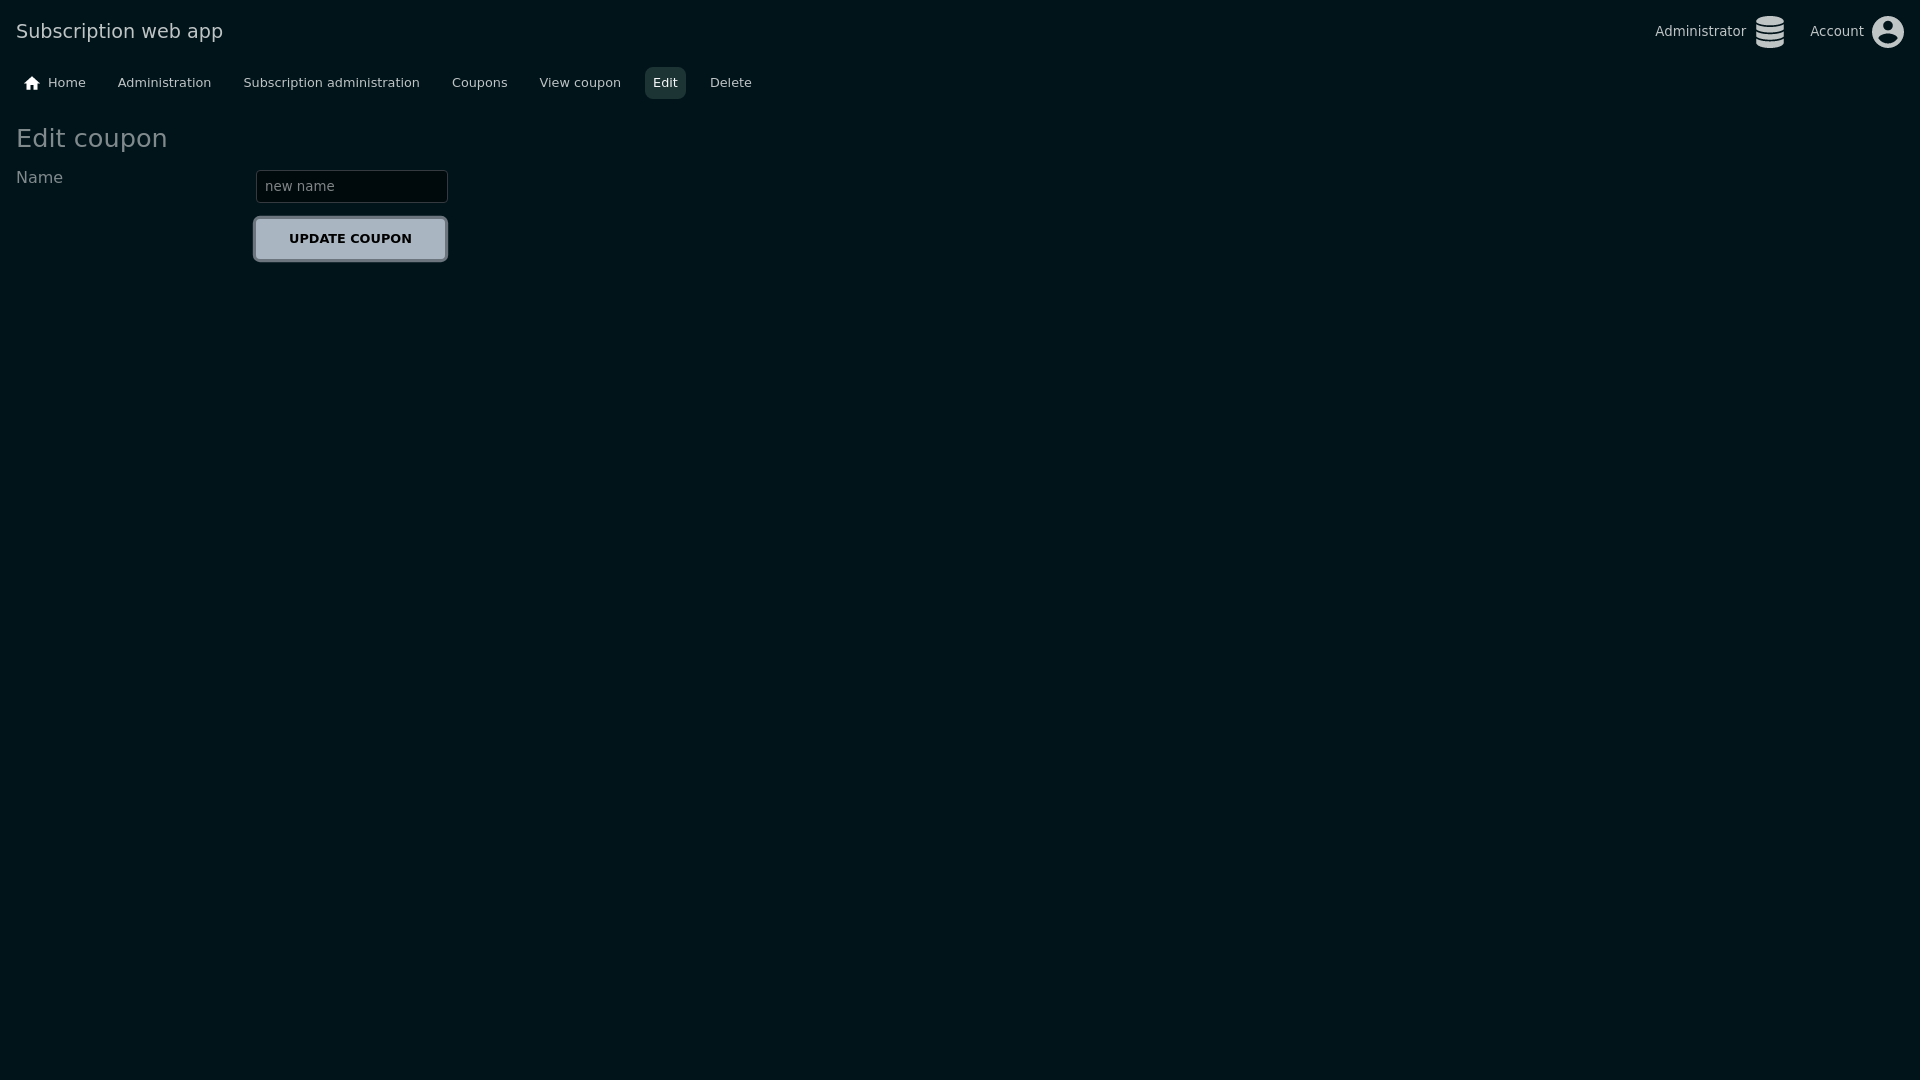 Subscription web app
Administrator
Account
Home
Administration
Subscription administration
Coupons
View coupon
Edit
Delete
Edit coupon
Name
new name
UPDATE COUPON